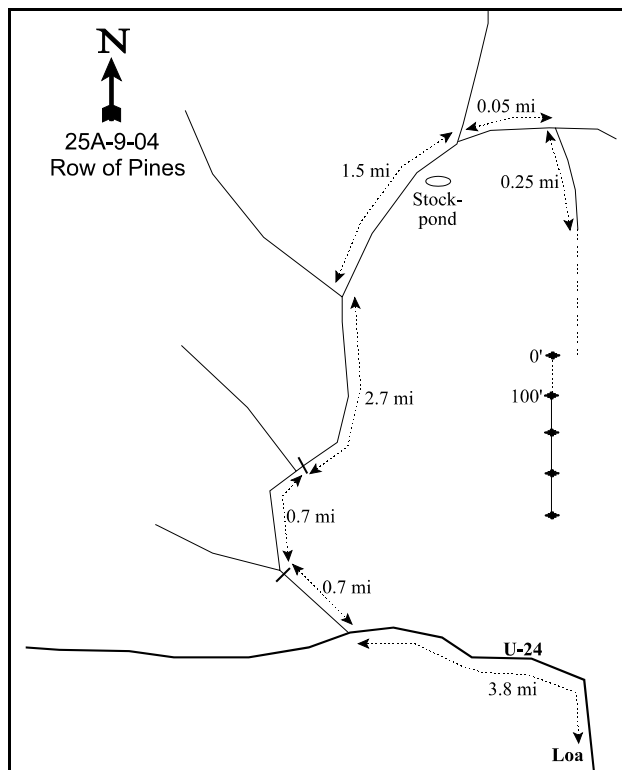 N
25A-9-04
Row of Pines
0.05 mi
1.5 mi
0.25 mi
Stock-
pond
0'
100'
2.7 mi
0.7 mi
0.7 mi
U-24
3.8 mi
Loa